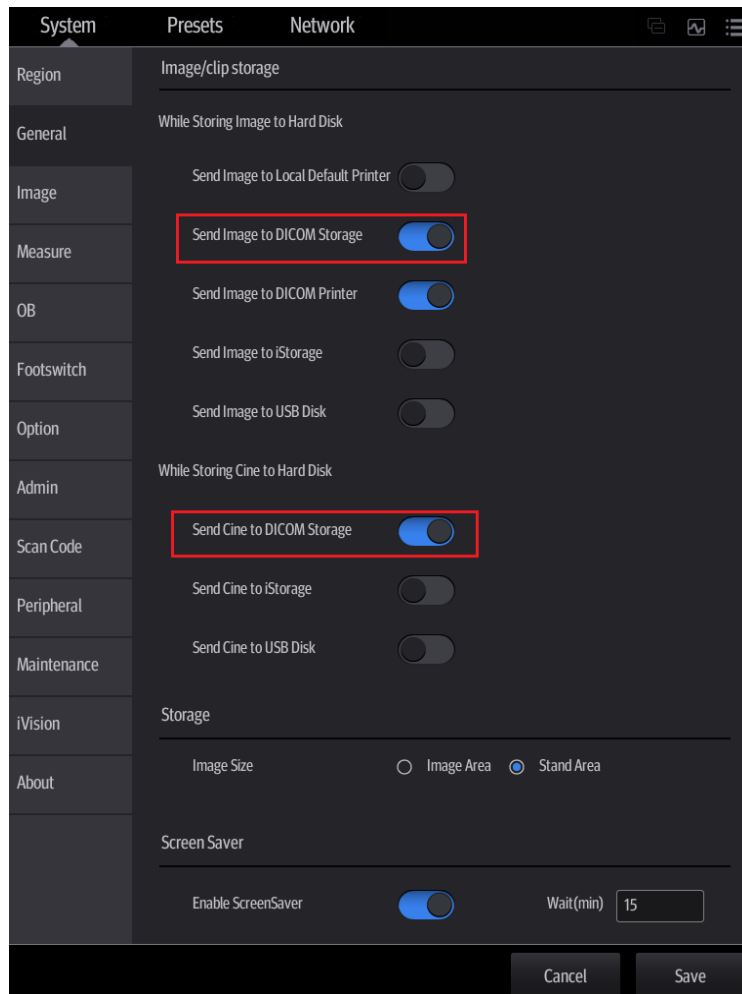 System Presets Network
Region
General
Image
Measure
OB
Footswitch
Option
Admin
Scan Code
Peripheral
Maintenance
iVision
About
Image/clip storage
While Storing Image to Hard Disk
Send Image to Local Default Printer
Send Image to DICOM Storage
Send Image to DICOM Printer
Send Image to iStorage
Send Image to USB Disk
While Storing Cine to Hard Disk
Send Cine to DICOM Storage
Send Cine to iStorage
Send Cine to USB Disk
Storage
Image Size Image Area Stand Area
Screen Saver
Enable ScreenSaver Wait(min) 15
Cancel Save